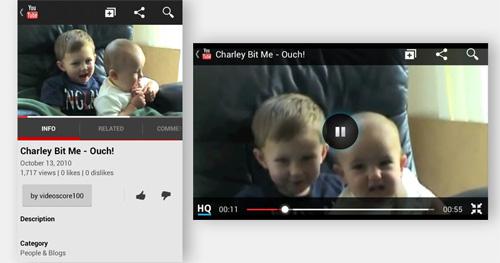 You
Tube
INFO
RELATED
COMME
Charley Bit Me - Ouch!
October 13, 2010
1,717 views | 0 likes | 0 dislikes
by videoscore100
Description
Category
People & Blogs
You
Tube
Charley Bit Me - Ouch!
HQ
00:11
00:55